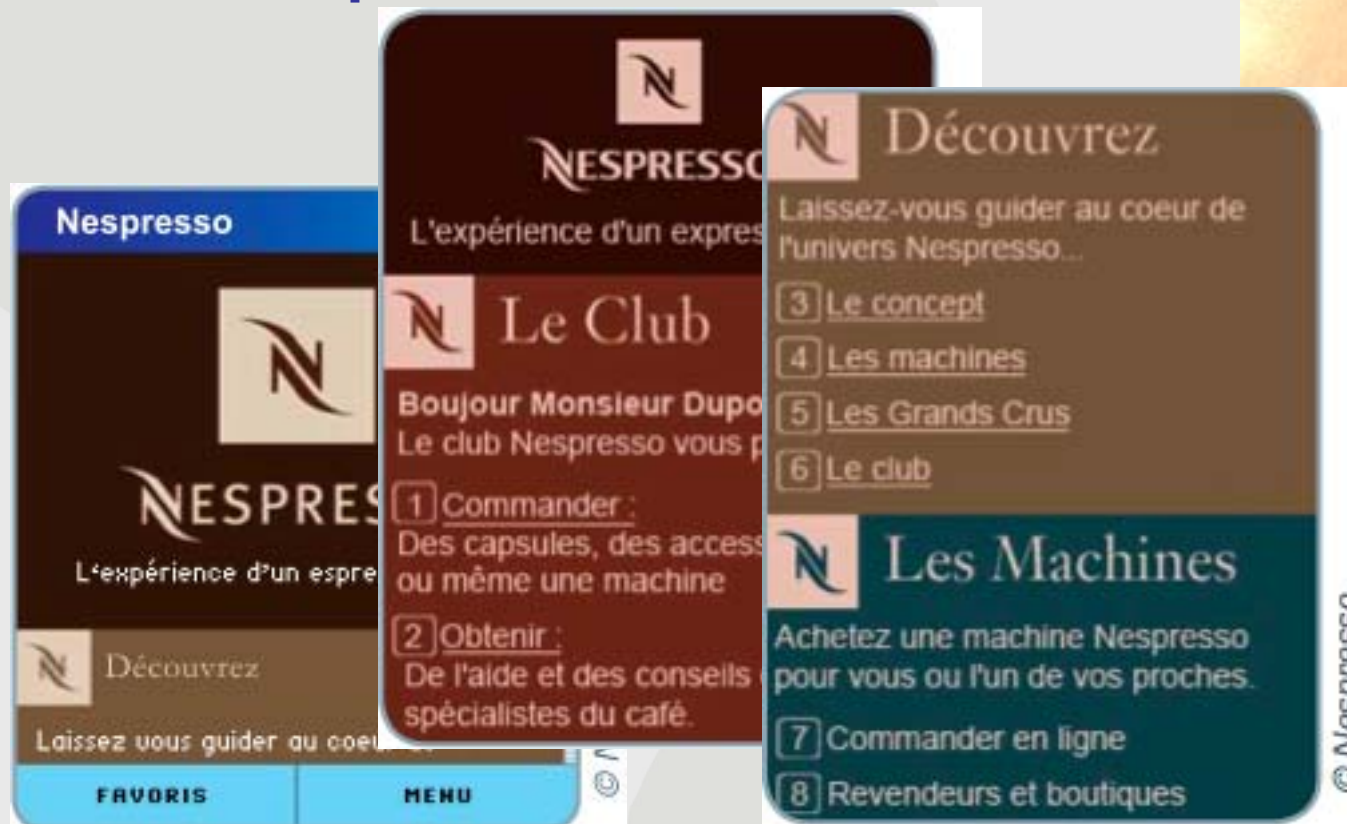 Nespresso
NESPRES
L'expérience d'un espre
Découvrez
Laissez vous guider au coeu
FAVORIS MENU
NESPRESSO
L'expérience d'un expres
Le Club
Boujour Monsieur Dupo
Le club Nespresso vous p
1 Commander :
Des capsules, des access
ou même une machine
2 Obtenir :
De l'aide et des conseils
spécialistes du café.
Découvrez
Laissez-vous guider au coeur de
l'univers Nespresso...
3 Le concept
4 Les machines
5 Les Grands Crus
6 Le club
Les Machines
Achetez une machine Nespresso
pour vous ou l'un de vos proches.
7 Commander en ligne
8 Revendeurs et boutiques
© Nespresso